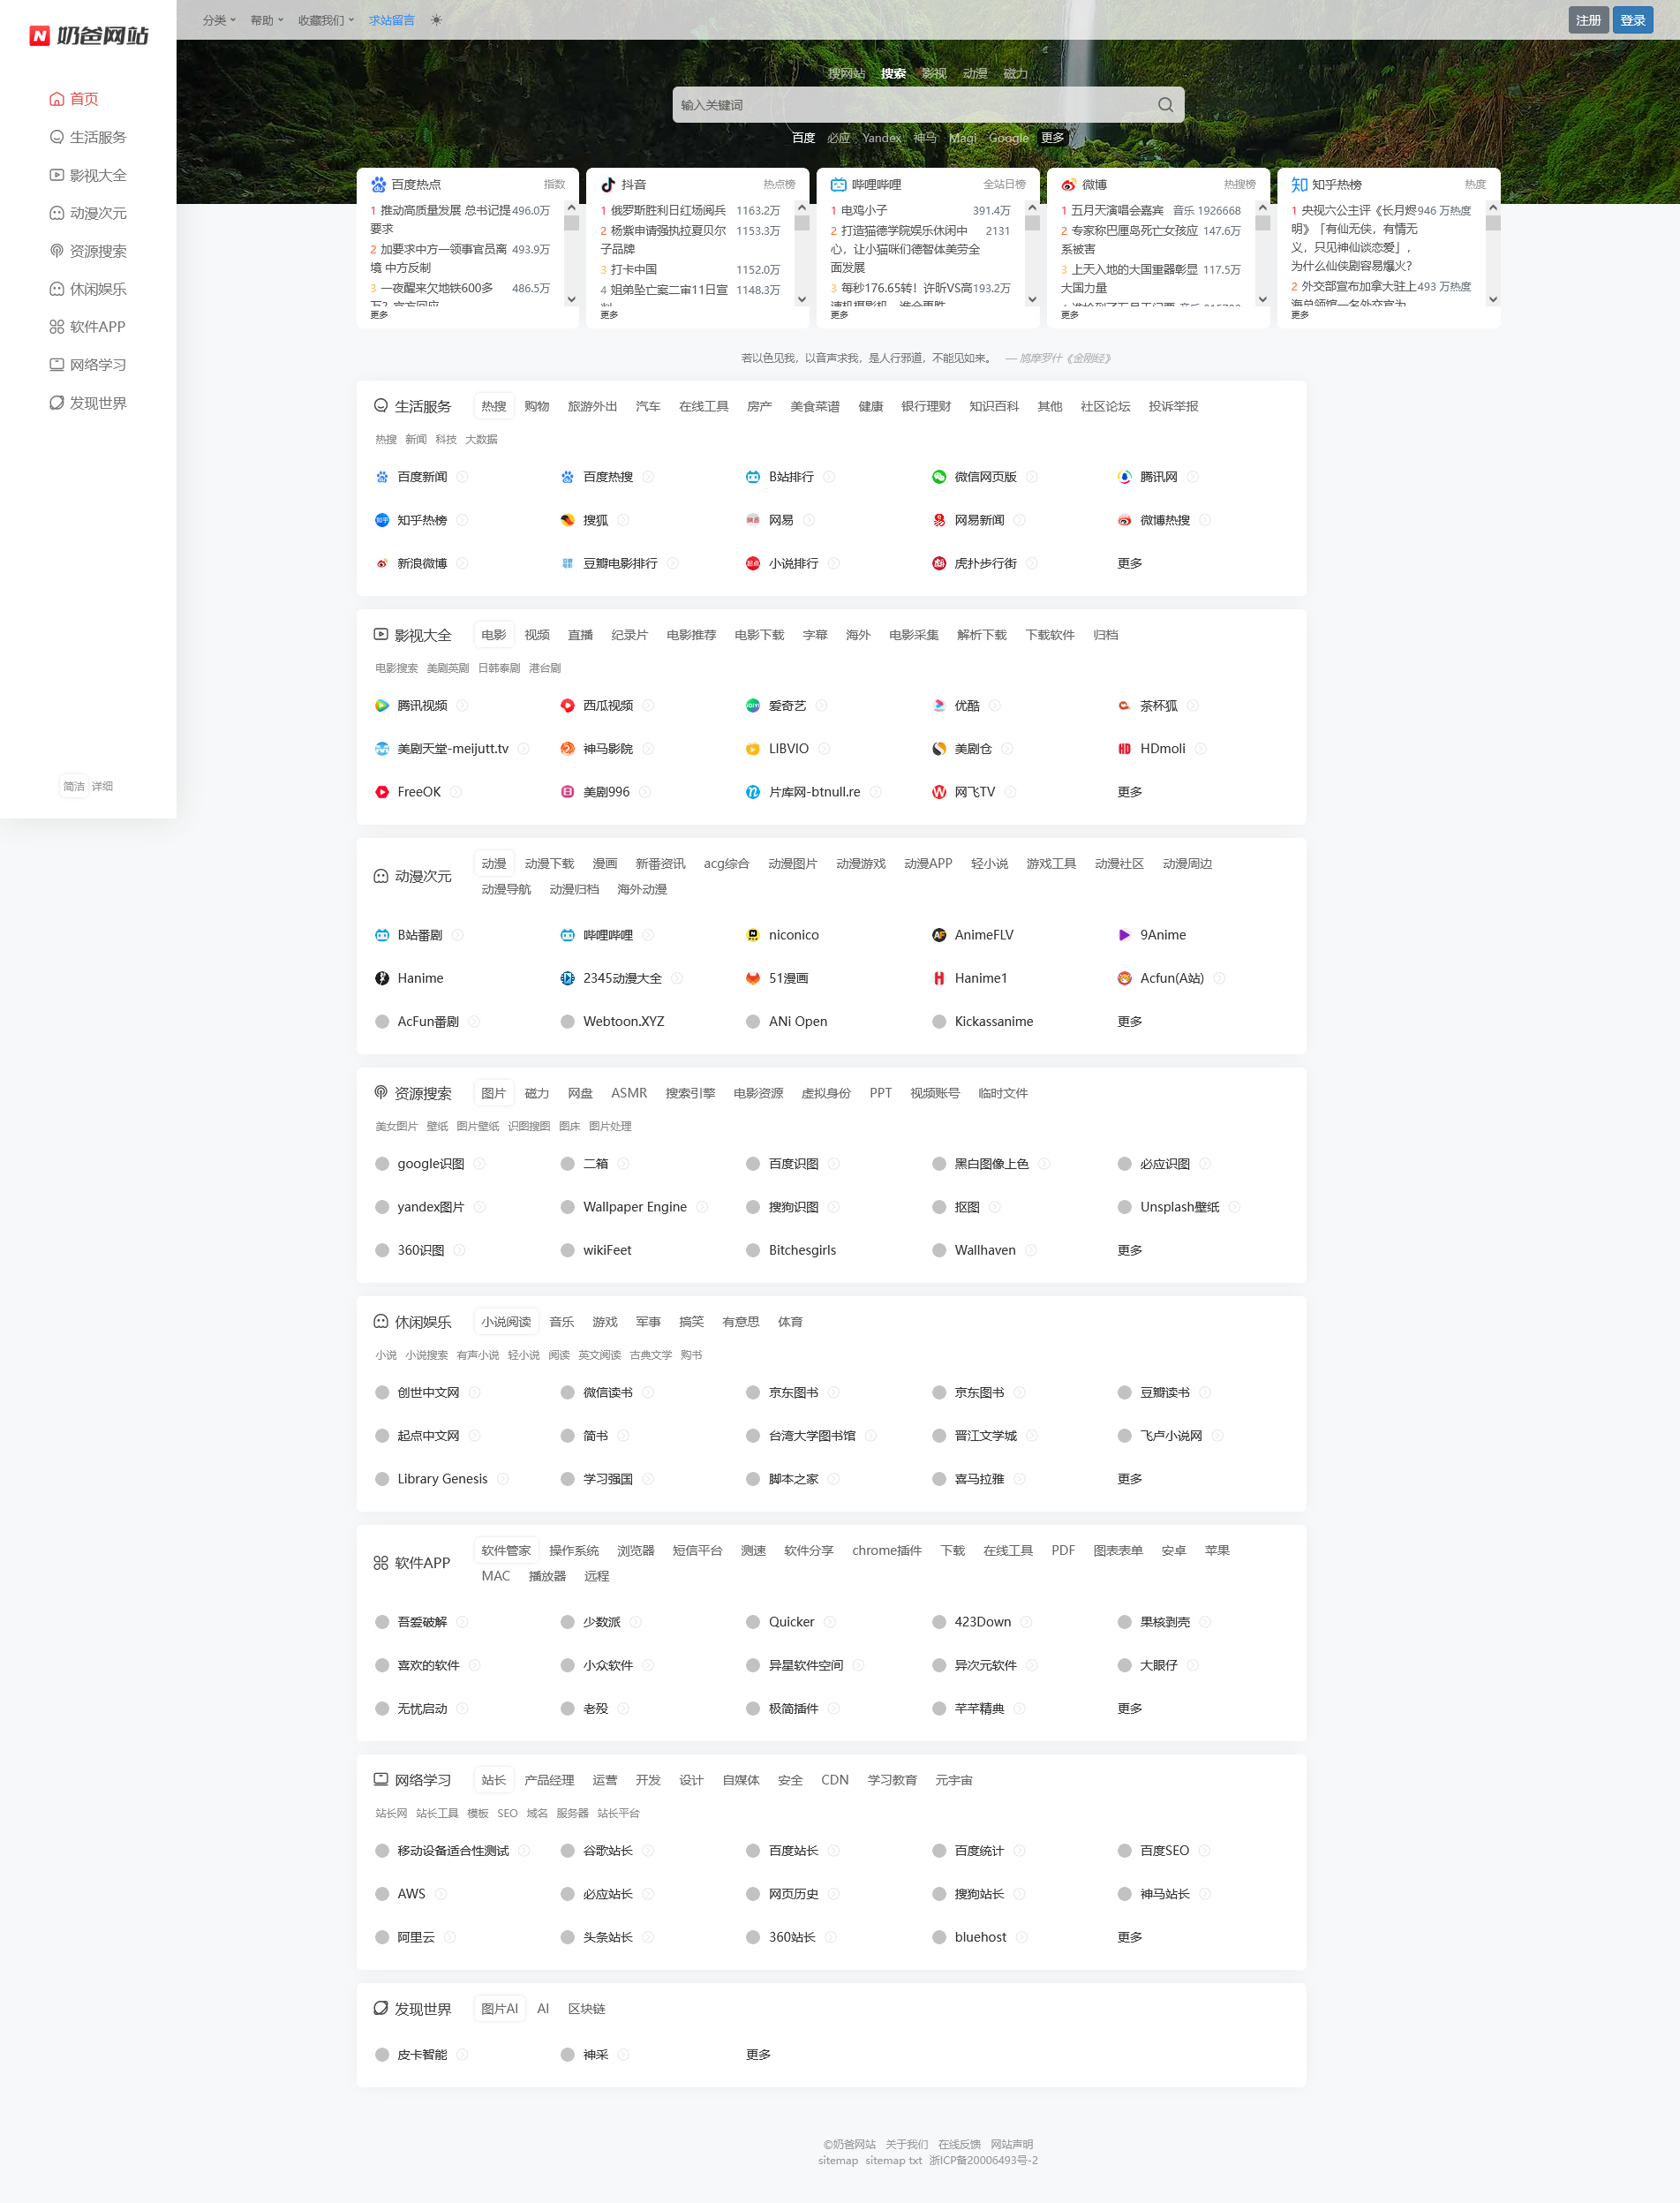 奶爸网站
首页
生活服务
影视大全
动漫次元
资源搜索
休闲娱乐
软件APP
网络学习
发现世界
简洁 详细
分类 帮助 收藏我们 求站留言
注册 登录
搜网站 搜索 影视 动漫 磁力
输入关键词
百度 必应 Yandex 神马 Magi Google 更多
百度热点 指数
1 推动高质量发展 总书记提 496.0万
要求
2 加要求中方一领事官员离 493.9万
境 中方反制
3 一夜醒来欠地铁600多 486.5万
更多
抖音 热点榜
1 俄罗斯胜利日红场阅兵 1163.2万
2 杨紫申请强执拉夏贝尔 1153.3万
子品牌
3 打卡中国 1152.0万
4 姐弟坠亡案二审11日宣 1148.3万
更多
哔哩哔哩 全站日榜
1 电鸡小子 391.4万
2 打造猫德学院娱乐休闲中 2131
心，让小猫咪们德智体美劳全
面发展
3 每秒176.65转！许昕VS高 193.2万
更多
微博 热搜榜
1 五月天演唱会嘉宾 音乐 1926668
2 专家称巴厘岛死亡女孩应 147.6万
系被害
3 上天入地的大国重器彰显 117.5万
大国力量
更多
知乎热榜 热度
1 央视六公主评《长月烬 946 万热度
明》「有仙无侠，有情无
义，只见神仙谈恋爱」，
为什么仙侠剧容易爆火？
2 外交部宣布加拿大驻上 493 万热度
更多
若以色见我，以音声求我，是人行邪道，不能见如来。 — 鸠摩罗什《金刚经》
生活服务 热搜 购物 旅游外出 汽车 在线工具 房产 美食菜谱 健康 银行理财 知识百科 其他 社区论坛 投诉举报
热搜 新闻 科技 大数据
百度新闻 百度热搜 B站排行 微信网页版 腾讯网
知乎热榜 搜狐 网易 网易新闻 微博热搜
新浪微博 豆瓣电影排行 小说排行 虎扑步行街 更多
影视大全 电影 视频 直播 纪录片 电影推荐 电影下载 字幕 海外 电影采集 解析下载 下载软件 归档
电影搜索 美剧英剧 日韩泰剧 港台剧
腾讯视频 西瓜视频 爱奇艺 优酷 茶杯狐
美剧天堂-meijutt.tv 神马影院 LIBVIO 美剧仓 HDmoli
FreeOK 美剧996 片库网-btnull.re 网飞TV 更多
动漫次元 动漫 动漫下载 漫画 新番资讯 acg综合 动漫图片 动漫游戏 动漫APP 轻小说 游戏工具 动漫社区 动漫周边
动漫导航 动漫归档 海外动漫
B站番剧 哔哩哔哩 niconico AnimeFLV 9Anime
Hanime 2345动漫大全 51漫画 Hanime1 Acfun(A站)
AcFun番剧 Webtoon.XYZ ANi Open Kickassanime 更多
资源搜索 图片 磁力 网盘 ASMR 搜索引擎 电影资源 虚拟身份 PPT 视频账号 临时文件
美女图片 壁纸 图片壁纸 识图搜图 图床 图片处理
google识图 二箱 百度识图 黑白图像上色 必应识图
yandex图片 Wallpaper Engine 搜狗识图 抠图 Unsplash壁纸
360识图 wikiFeet Bitchesgirls Wallhaven 更多
休闲娱乐 小说阅读 音乐 游戏 军事 搞笑 有意思 体育
小说 小说搜索 有声小说 轻小说 阅读 英文阅读 古典文学 购书
创世中文网 微信读书 京东图书 京东图书 豆瓣读书
起点中文网 简书 台湾大学图书馆 晋江文学城 飞卢小说网
Library Genesis 学习强国 脚本之家 喜马拉雅 更多
软件APP 软件管家 操作系统 浏览器 短信平台 测速 软件分享 chrome插件 下载 在线工具 PDF 图表表单 安卓 苹果
MAC 播放器 远程
吾爱破解 少数派 Quicker 423Down 果核剥壳
喜欢的软件 小众软件 异星软件空间 异次元软件 大眼仔
无忧启动 老殁 极简插件 芊芊精典 更多
网络学习 站长 产品经理 运营 开发 设计 自媒体 安全 CDN 学习教育 元宇宙
站长网 站长工具 模板 SEO 域名 服务器 站长平台
移动设备适合性测试 谷歌站长 百度站长 百度统计 百度SEO
AWS 必应站长 网页历史 搜狗站长 神马站长
阿里云 头条站长 360站长 bluehost 更多
发现世界 图片AI AI 区块链
皮卡智能 神采 更多
©奶爸网站 关于我们 在线反馈 网站声明
sitemap sitemap txt 浙ICP备20006493号-2